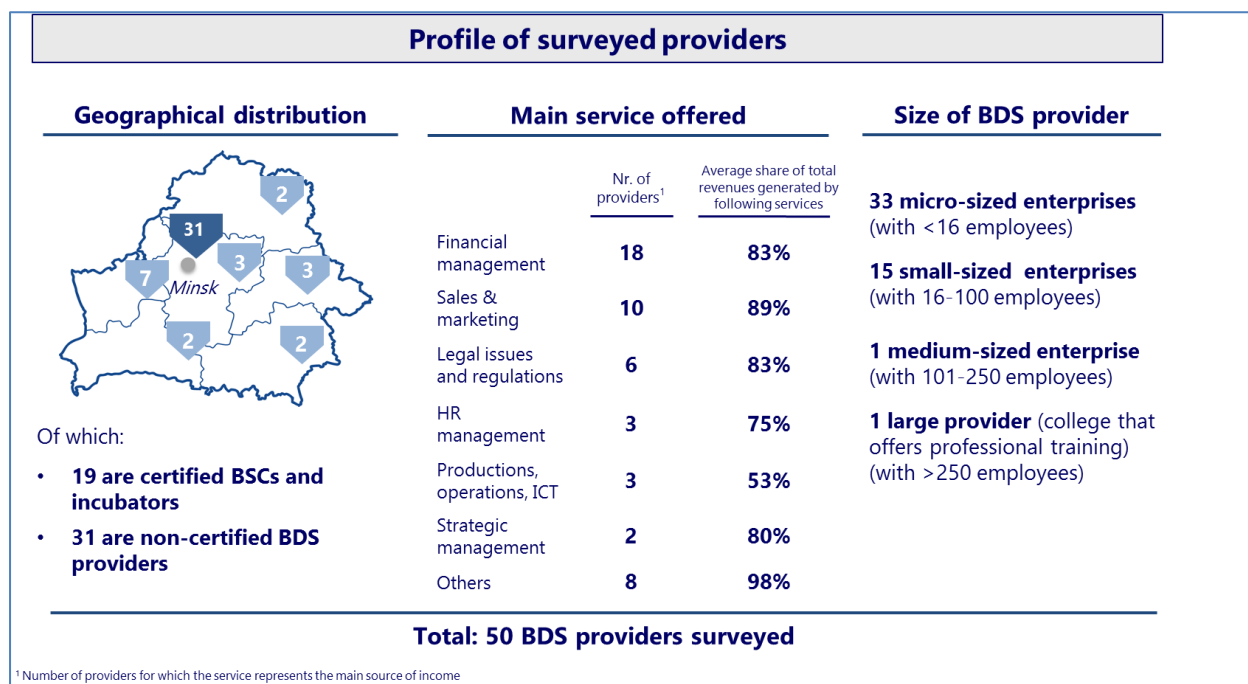 Profile of surveyed providers
Geographical distribution
2
31
3
3
7
Minsk
2
2
Of which:
• 19 are certified BSCs and
incubators
• 31 are non-certified BDS
providers
Main service offered
Nr. of
providers¹
Average share of total
revenues generated by
following services
Financial
management
18
83%
Sales &
marketing
10
89%
Legal issues
and regulations
6
83%
HR
management
3
75%
Productions,
operations, ICT
3
53%
Strategic
management
2
80%
Others
8
98%
Size of BDS provider
33 micro-sized enterprises
(with <16 employees)
15 small-sized enterprises
(with 16-100 employees)
1 medium-sized enterprise
(with 101-250 employees)
1 large provider (college that
offers professional training)
(with >250 employees)
Total: 50 BDS providers surveyed
¹ Number of providers for which the service represents the main source of income